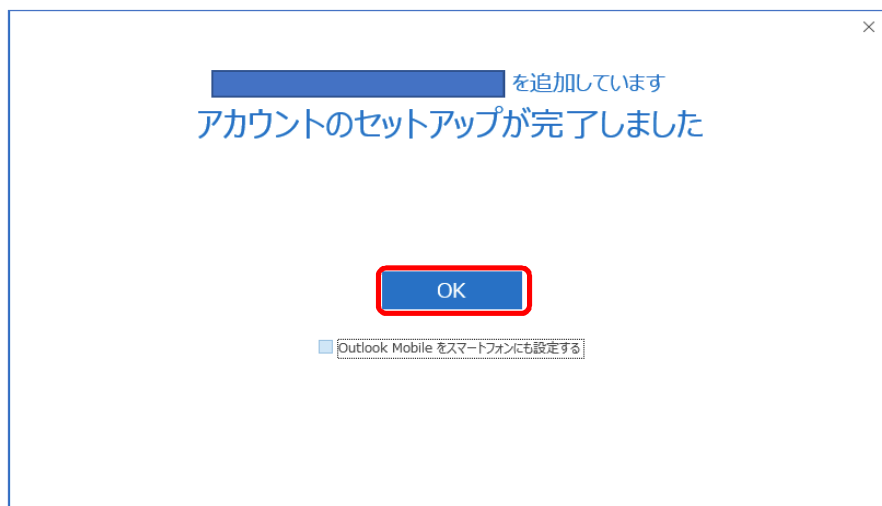 を追加しています
アカウントのセットアップが完了しました
OK
Outlook Mobile をスマートフォンにも設定する